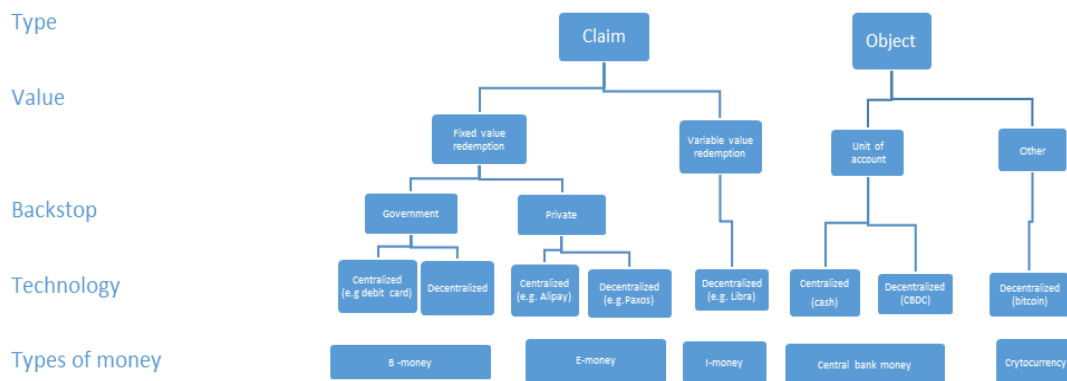 Type
Claim
Object
Value
Fixed value
redemption
Variable value
redemption
Unit of
account
Other
Backstop
Government
Private
Technology
Centralized
(e.g debit card)
Decentralized
Centralized
(e.g. Alipay)
Decentralized
(e.g.Paxos)
Decentralized
(e.g. Libra)
Centralized
(cash)
Decentralized
(CBDC)
Decentralized
(bitcoin)
Types of money
B -money
E-money
I-money
Central bank money
Crytocurrency